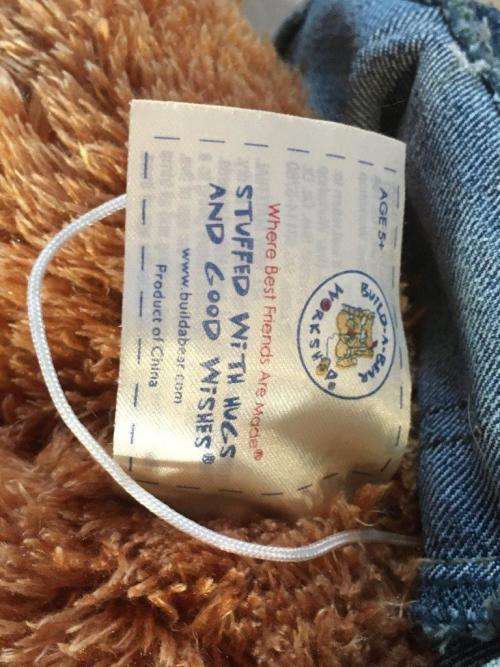 AGE 5+
BUILD-A-BEAR
WORKSHOP®
Where Best Friends Are Made®
STUFFED WITH HUGS
AND GOOD WISHES®
www.buildabear.com
Product of China